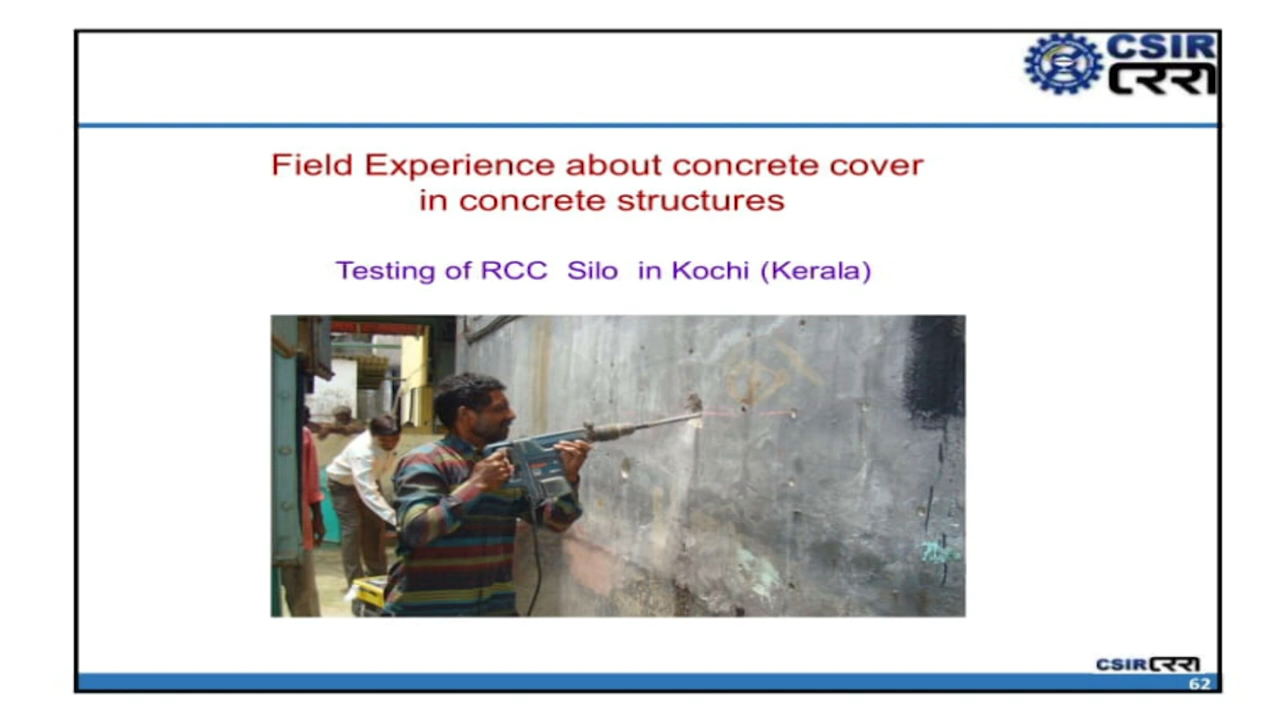 CSIR
CRRI
Field Experience about concrete cover
in concrete structures
Testing of RCC Silo in Kochi (Kerala)
CSIR CRRI
62